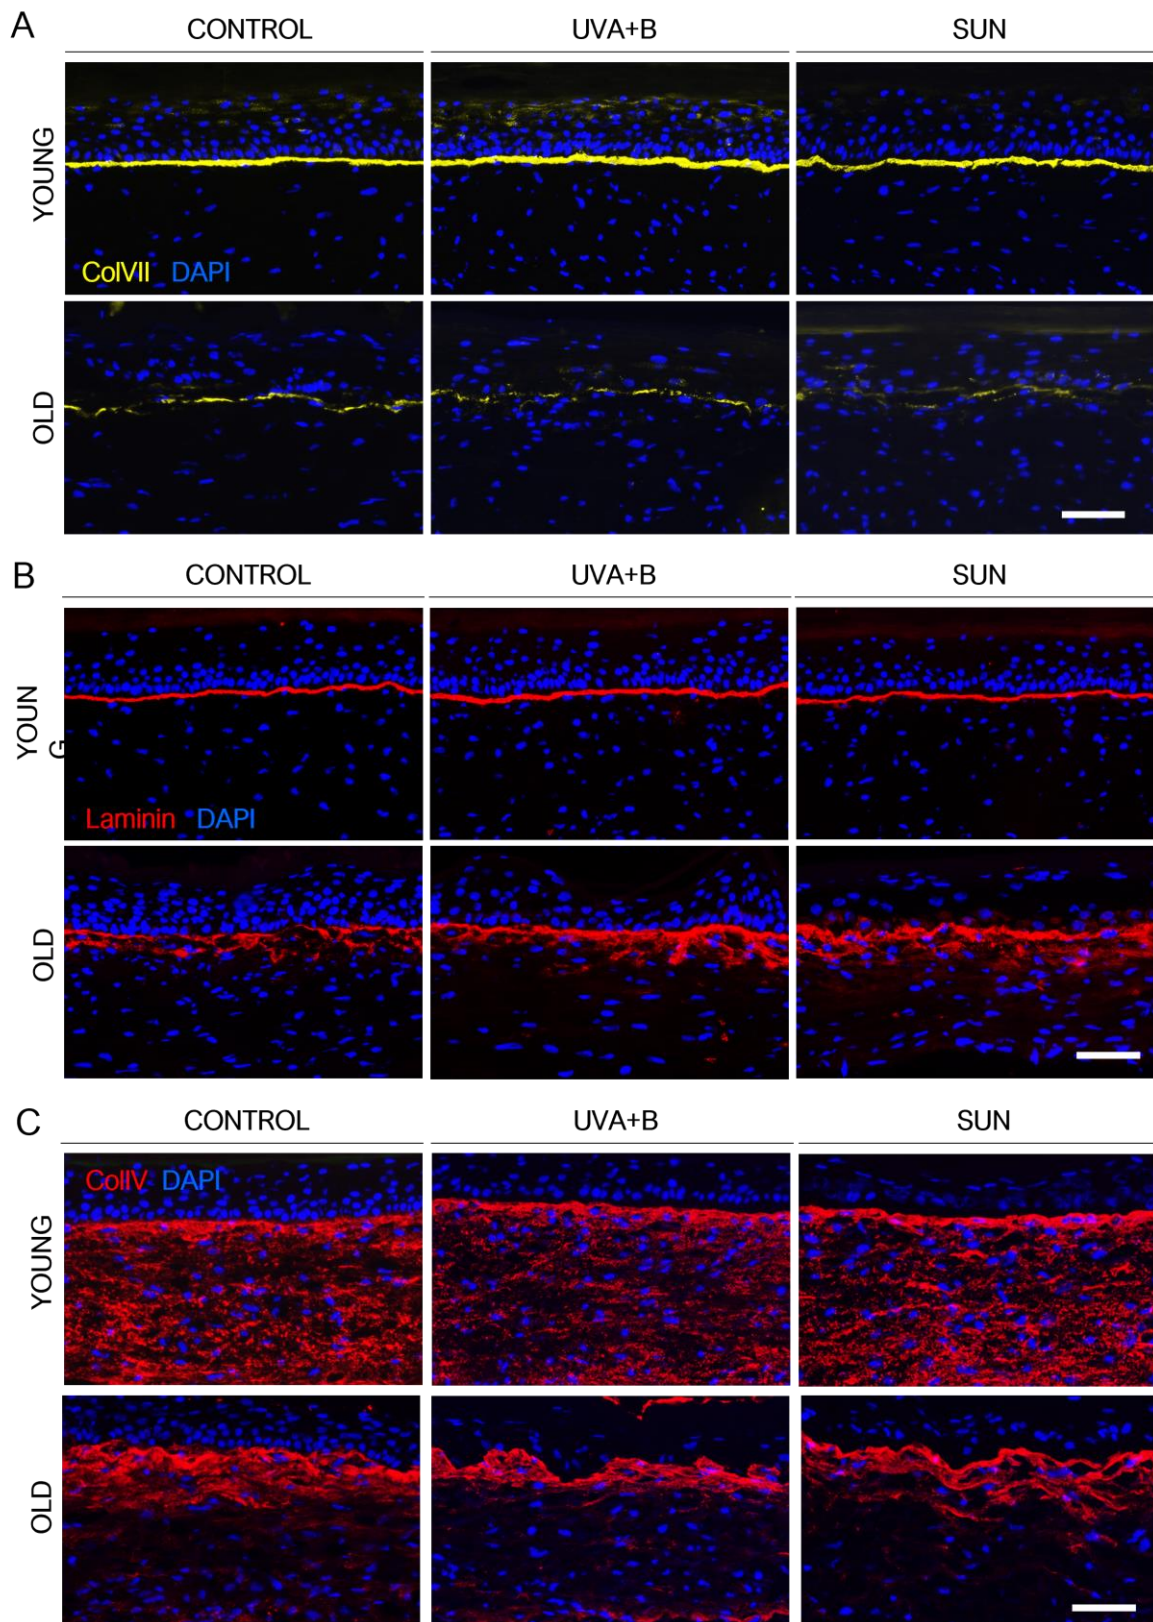 A
CONTROL UVA+B SUN
YOUNG
ColVII DAPI
OLD
B
CONTROL UVA+B SUN
YOUN
G
Laminin DAPI
OLD
C
CONTROL UVA+B SUN
ColIV DAPI
YOUNG
OLD